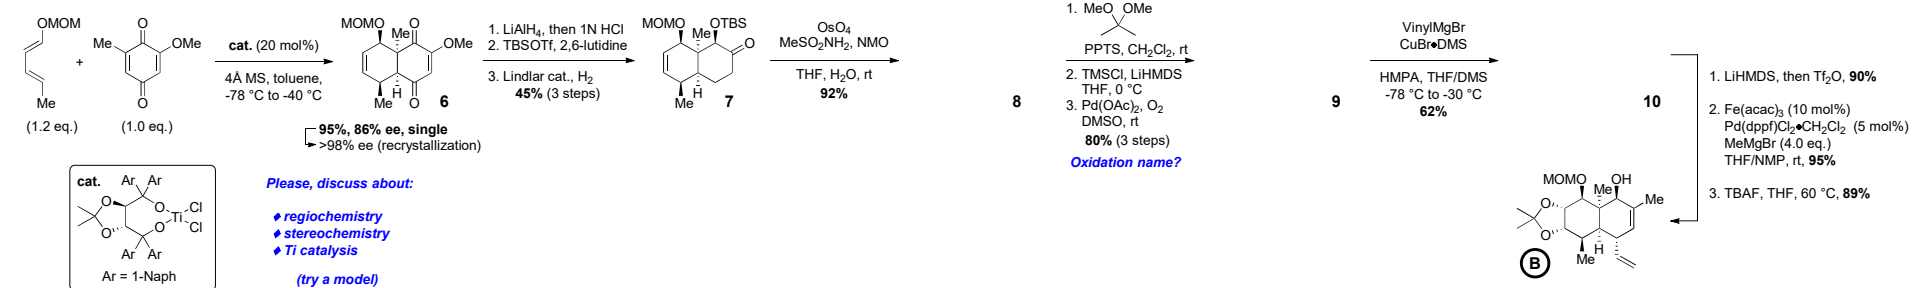 OMOM
Me
(1.2 eq.)
+
O
Me
OMe
O
(1.0 eq.)
cat. (20 mol%)
4Å MS, toluene,
-78 °C to -40 °C
MOMO
Me
O
OMe
H
Me
O
6
95%, 86% ee, single
>98% ee (recrystallization)
1. LiAlH4, then 1N HCl
2. TBSOTf, 2,6-lutidine
3. Lindlar cat., H2
45% (3 steps)
MOMO
OTBS
Me
O
H
Me
7
OsO4
MeSO2NH2, NMO
THF, H2O, rt
92%
8
1. MeO OMe
PPTS, CH2Cl2, rt
2. TMSCl, LiHMDS
THF, 0 °C
3. Pd(OAc)2, O2
DMSO, rt
80% (3 steps)
Oxidation name?
9
VinylMgBr
CuBr•DMS
HMPA, THF/DMS
-78 °C to -30 °C
62%
10
1. LiHMDS, then Tf2O, 90%
2. Fe(acac)3 (10 mol%)
Pd(dppf)Cl2•CH2Cl2 (5 mol%)
MeMgBr (4.0 eq.)
THF/NMP, rt, 95%
3. TBAF, THF, 60 °C, 89%
cat.
Ar Ar
O
O
Ti
Cl
Cl
O
O
Ar Ar
Ar = 1-Naph
Please, discuss about:
♦ regiochemistry
♦ stereochemistry
♦ Ti catalysis
(try a model)
MOMO
OH
Me
Me
O
O
H
Me
B